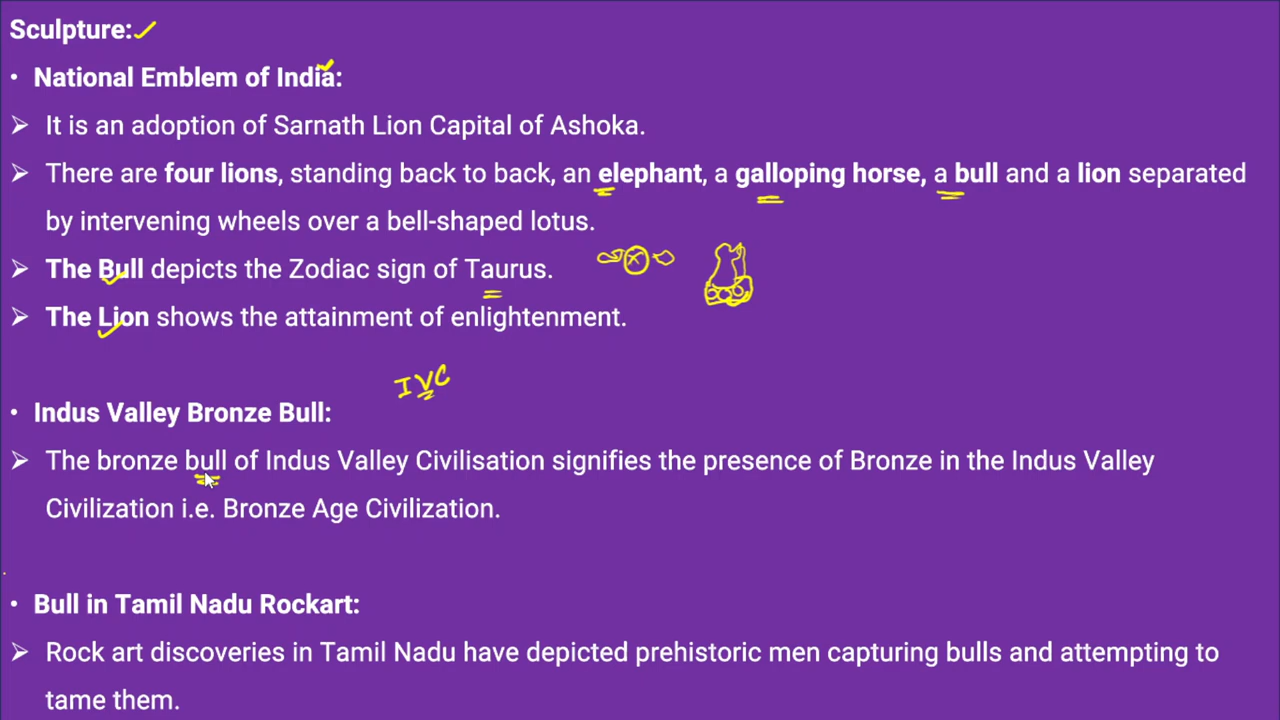 Sculpture:
• National Emblem of India:
➢ It is an adoption of Sarnath Lion Capital of Ashoka.
➢ There are four lions, standing back to back, an elephant, a galloping horse, a bull and a lion separated
by intervening wheels over a bell-shaped lotus.
➢ The Bull depicts the Zodiac sign of Taurus.
➢ The Lion shows the attainment of enlightenment.
IVC
• Indus Valley Bronze Bull:
➢ The bronze bull of Indus Valley Civilisation signifies the presence of Bronze in the Indus Valley
Civilization i.e. Bronze Age Civilization.
• Bull in Tamil Nadu Rockart:
➢ Rock art discoveries in Tamil Nadu have depicted prehistoric men capturing bulls and attempting to
tame them.